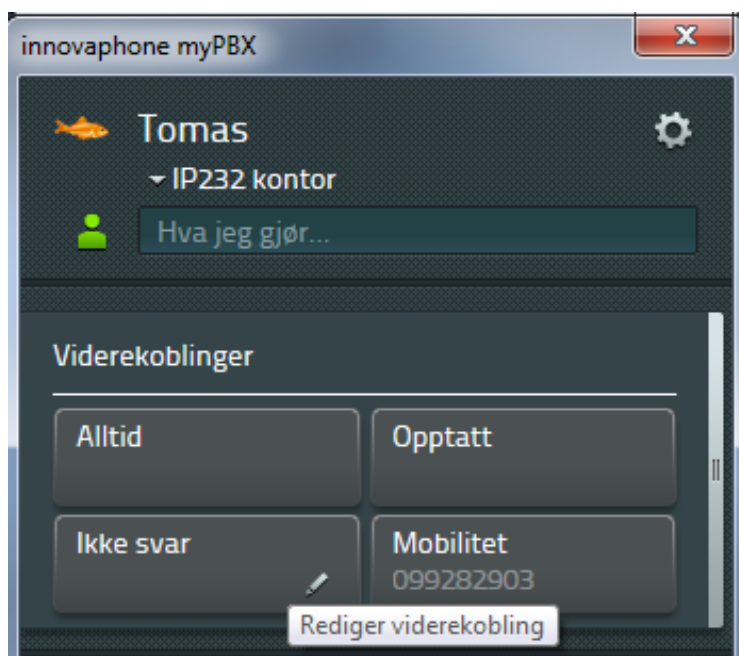 innovaphone myPBX
Tomas
IP232 kontor
Hva jeg gjør...
Viderekoblinger
Alltid
Opptatt
Ikke svar
Mobilitet
099282903
Rediger viderekobling